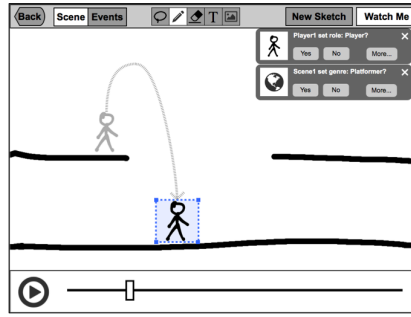 Back Scene Events T New Sketch Watch Me
Player1 set role: Player? X
Yes No More...
Scene1 set genre: Platformer? X
Yes No More...